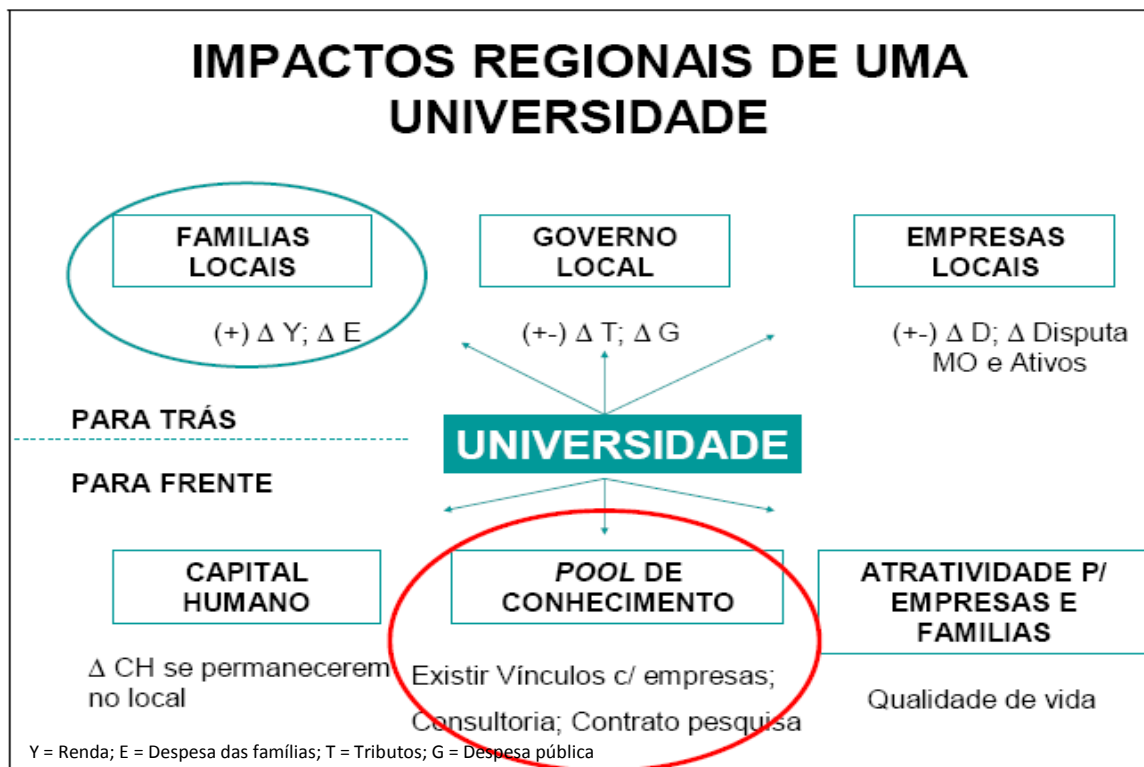 IMPACTOS REGIONAIS DE UMA
UNIVERSIDADE
FAMILIAS
LOCAIS
GOVERNO
LOCAL
EMPRESAS
LOCAIS
(+) Δ Y; Δ E
(+-) Δ T; Δ G
(+-) Δ D; Δ Disputa
MO e Ativos
PARA TRÁS
UNIVERSIDADE
PARA FRENTE
CAPITAL
HUMANO
POOL DE
CONHECIMENTO
ATRATIVIDADE P/
EMPRESAS E
FAMILIAS
Δ CH se permanecerem
no local
Existir Vínculos c/ empresas;
Consultoria; Contrato pesquisa
Qualidade de vida
Y = Renda; E = Despesa das famílias; T = Tributos; G = Despesa pública